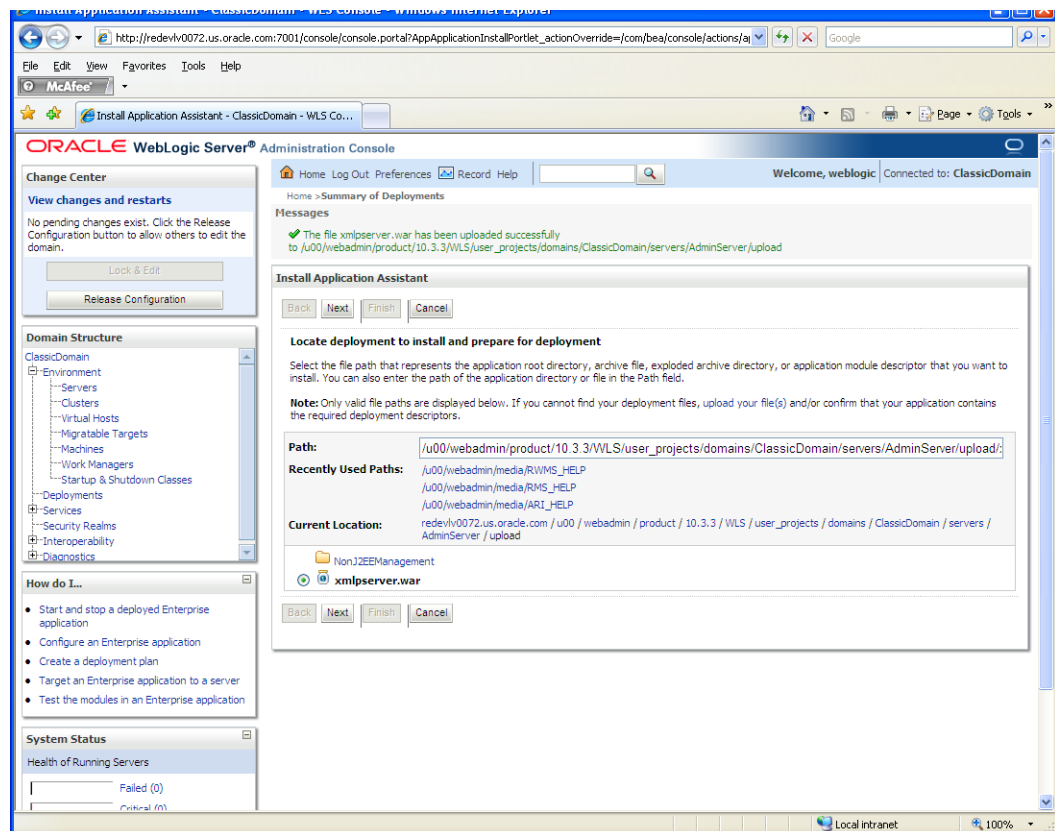 Install Application Assistant - ClassicDomain - WLS Console - Windows Internet Explorer
http://redevlv0072.us.oracle.com:7001/console/console.portal?AppApplicationInstallPortlet_actionOverride=/com/bea/console/actions/a
Google
File Edit View Favorites Tools Help
McAfee
Install Application Assistant - ClassicDomain - WLS Co...
Page Tools »
ORACLE WebLogic Server® Administration Console
Change Center
View changes and restarts
No pending changes exist. Click the Release
Configuration button to allow others to edit the
domain.
Lock & Edit
Release Configuration
Domain Structure
ClassicDomain
Environment
Servers
Clusters
Virtual Hosts
Migratable Targets
Machines
Work Managers
Startup & Shutdown Classes
Deployments
Services
Security Realms
Interoperability
Diagnostics
How do I...
Start and stop a deployed Enterprise
application
Configure an Enterprise application
Create a deployment plan
Target an Enterprise application to a server
Test the modules in an Enterprise application
System Status
Health of Running Servers
Failed (0)
Critical (0)
Home Log Out Preferences Record Help
Welcome, weblogic Connected to: ClassicDomain
Home >Summary of Deployments
Messages
The file xmlpserver.war has been uploaded successfully
to /u00/webadmin/product/10.3.3/WLS/user_projects/domains/ClassicDomain/servers/AdminServer/upload
Install Application Assistant
Back Next Finish Cancel
Locate deployment to install and prepare for deployment
Select the file path that represents the application root directory, archive file, exploded archive directory, or application module descriptor that you want to
install. You can also enter the path of the application directory or file in the Path field.
Note: Only valid file paths are displayed below. If you cannot find your deployment files, upload your file(s) and/or confirm that your application contains
the required deployment descriptors.
Path: /u00/webadmin/product/10.3.3/WLS/user_projects/domains/ClassicDomain/servers/AdminServer/upload/
Recently Used Paths: /u00/webadmin/media/RWMS_HELP
/u00/webadmin/media/RMS_HELP
/u00/webadmin/media/ARI_HELP
Current Location: redevlv0072.us.oracle.com / u00 / webadmin / product / 10.3.3 / WLS / user_projects / domains / ClassicDomain / servers /
AdminServer / upload
NonJ2EEManagement
xmlpserver.war
Back Next Finish Cancel
Local intranet
100%